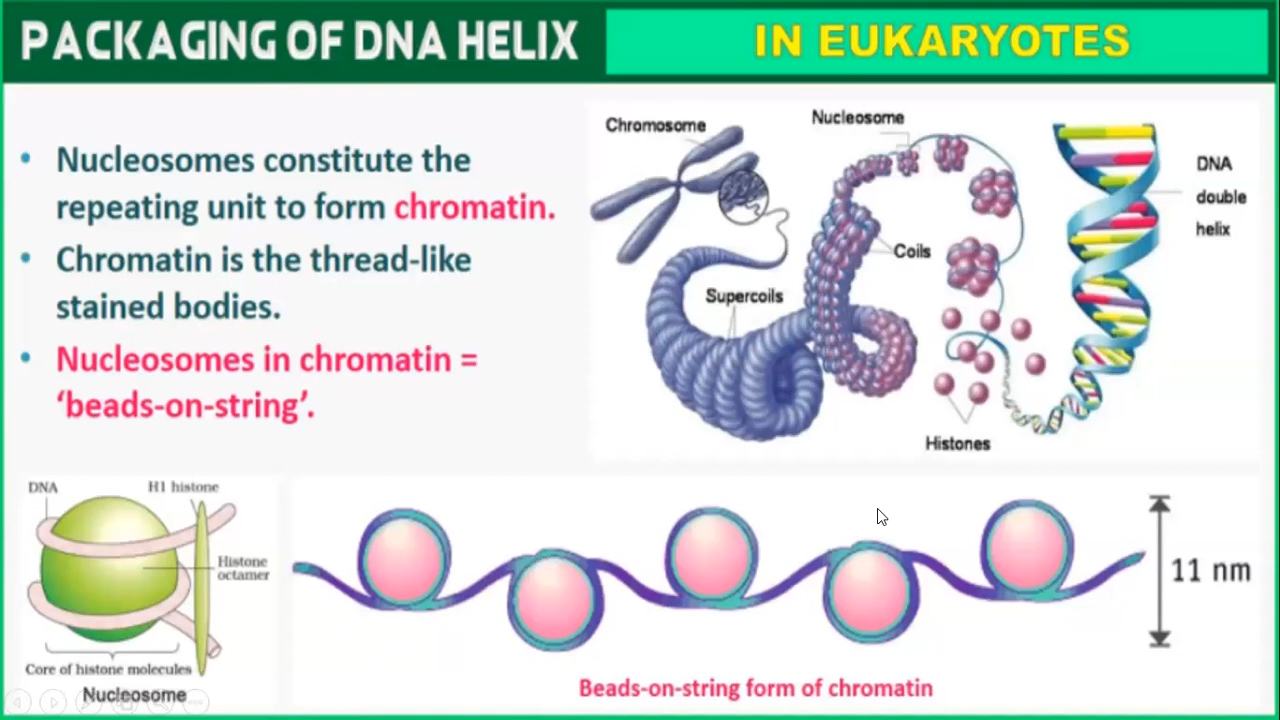 PACKAGING OF DNA HELIX
IN EUKARYOTES
• Nucleosomes constitute the
repeating unit to form chromatin.
• Chromatin is the thread-like
stained bodies.
• Nucleosomes in chromatin =
‘beads-on-string’.
Chromosome
Nucleosome
DNA
double
helix
Coils
Supercoils
Histones
DNA
H1 histone
Histone
octamer
Core of histone molecules
Nucleosome
11 nm
Beads-on-string form of chromatin